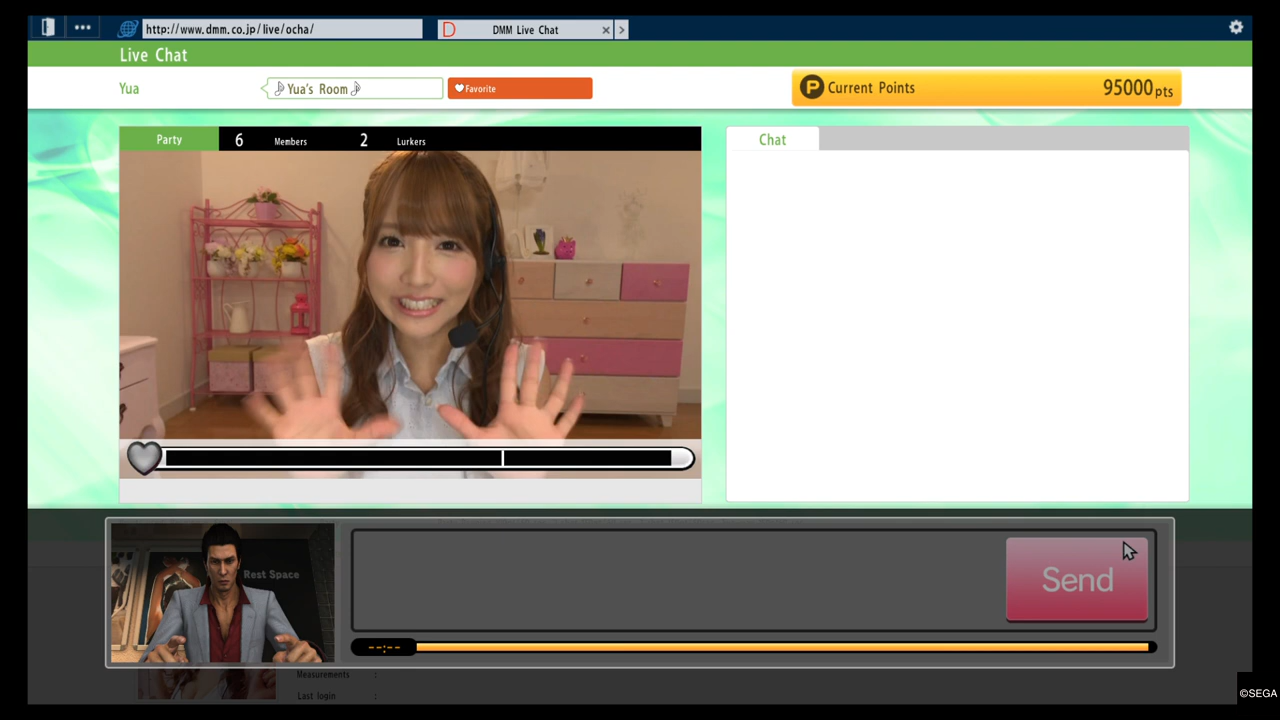 http://www.dmm.co.jp/live/ocha/
D DMM Live Chat × >
Live Chat
Yua
Yua's Room
Favorite
P Current Points 95000pts
Party 6 Members 2 Lurkers
Chat
Rest Space
Send
--:--
Measurements :
Last login :
©SEGA